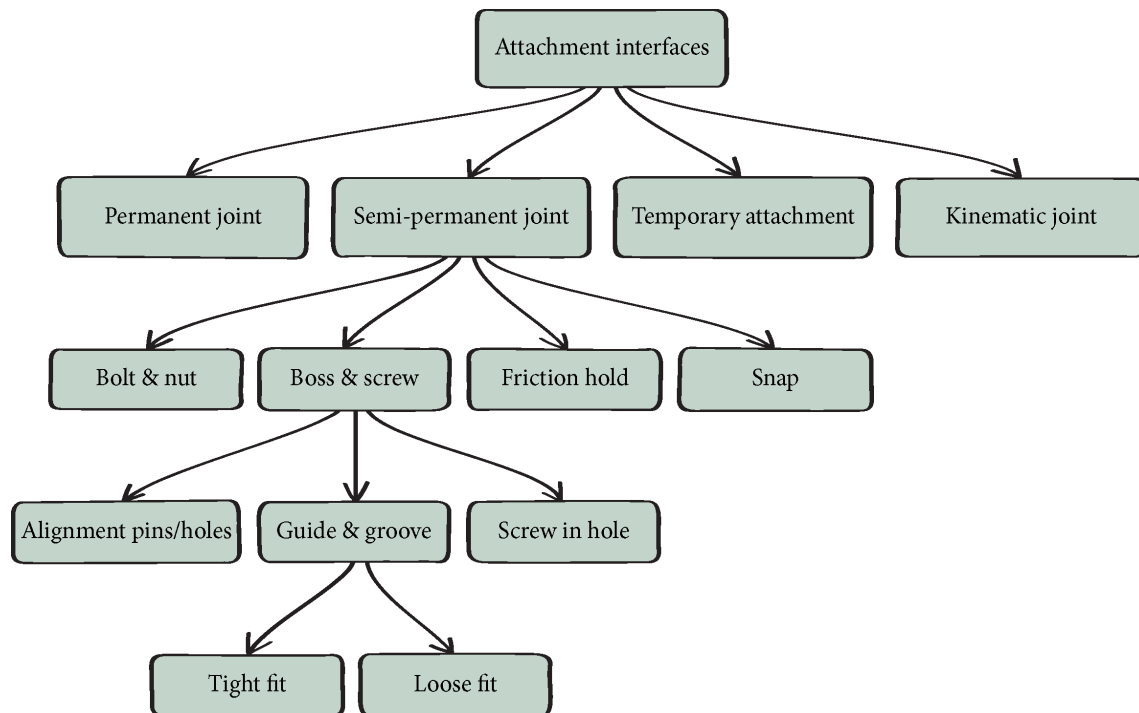 Attachment interfaces
Permanent joint
Semi-permanent joint
Temporary attachment
Kinematic joint
Bolt & nut
Boss & screw
Friction hold
Snap
Alignment pins/holes
Guide & groove
Screw in hole
Tight fit
Loose fit